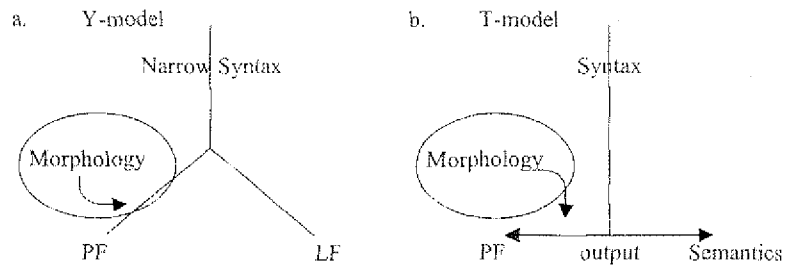 a. Y-model b. T-model
Narrow Syntax Syntax
Morphology Morphology
PF LF PF output Semantics